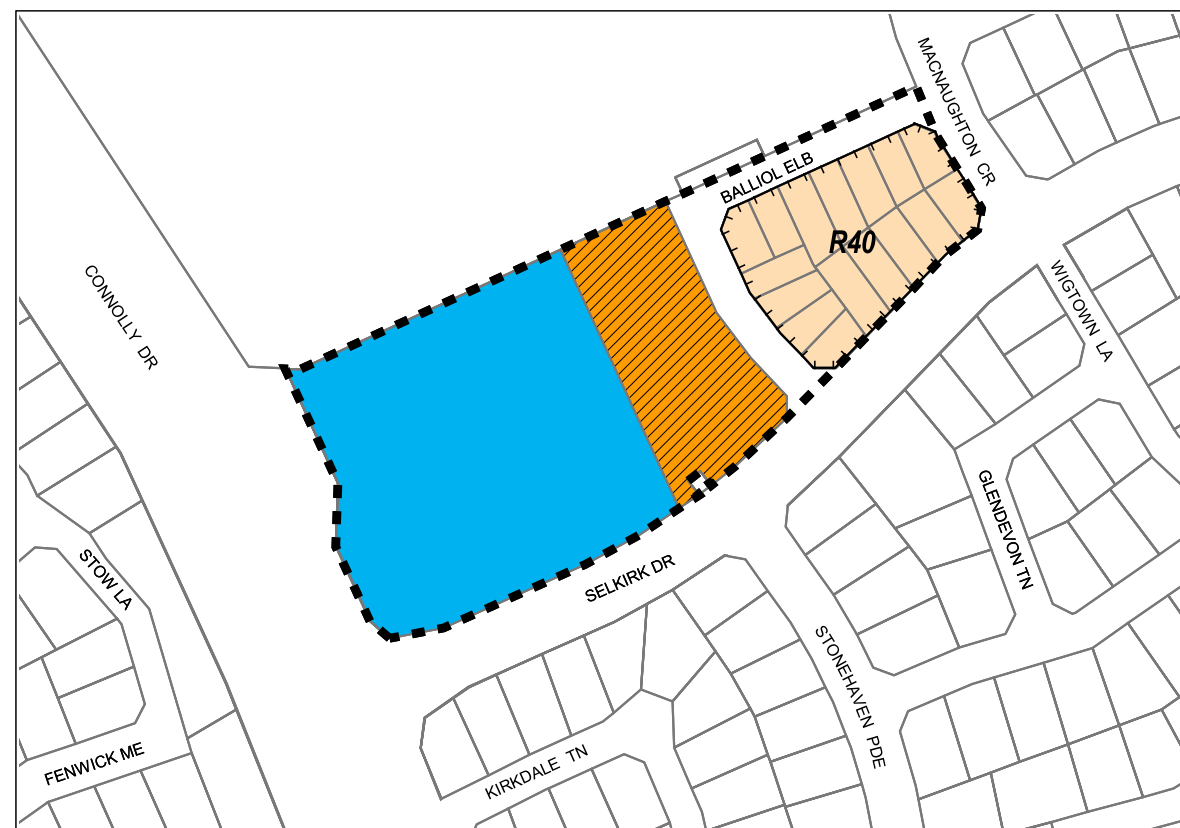 MACNAUGHTON CR
BALLIOL ELB
R40
CONNOLLY DR
WIGTOWN LA
GLENDEVON TN
STOW LA
SELKIRK DR
STONEHAVEN PDE
FENWICK ME
KIRKDALE TN